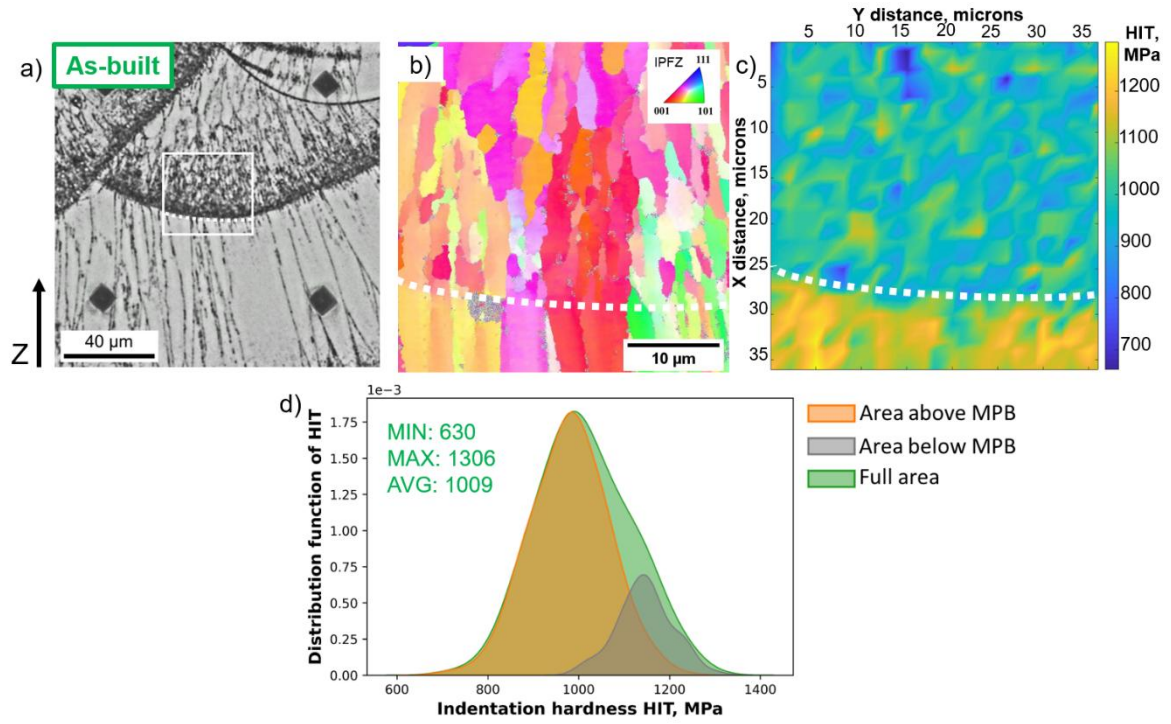 a)
As-built
Z
40 µm
b)
IPFZ
111
001
101
10 µm
c)
Y distance, microns
5 10 15 20 25 30 35
HIT,
MPa
X distance, microns
5
10
15
20
25
30
35
1200
1100
1000
900
800
700
d)
1e−3
MIN: 630
MAX: 1306
AVG: 1009
Distribution function of HIT
1.75
1.50
1.25
1.00
0.75
0.50
0.25
0.00
600 800 1000 1200 1400
Indentation hardness HIT, MPa
Area above MPB
Area below MPB
Full area